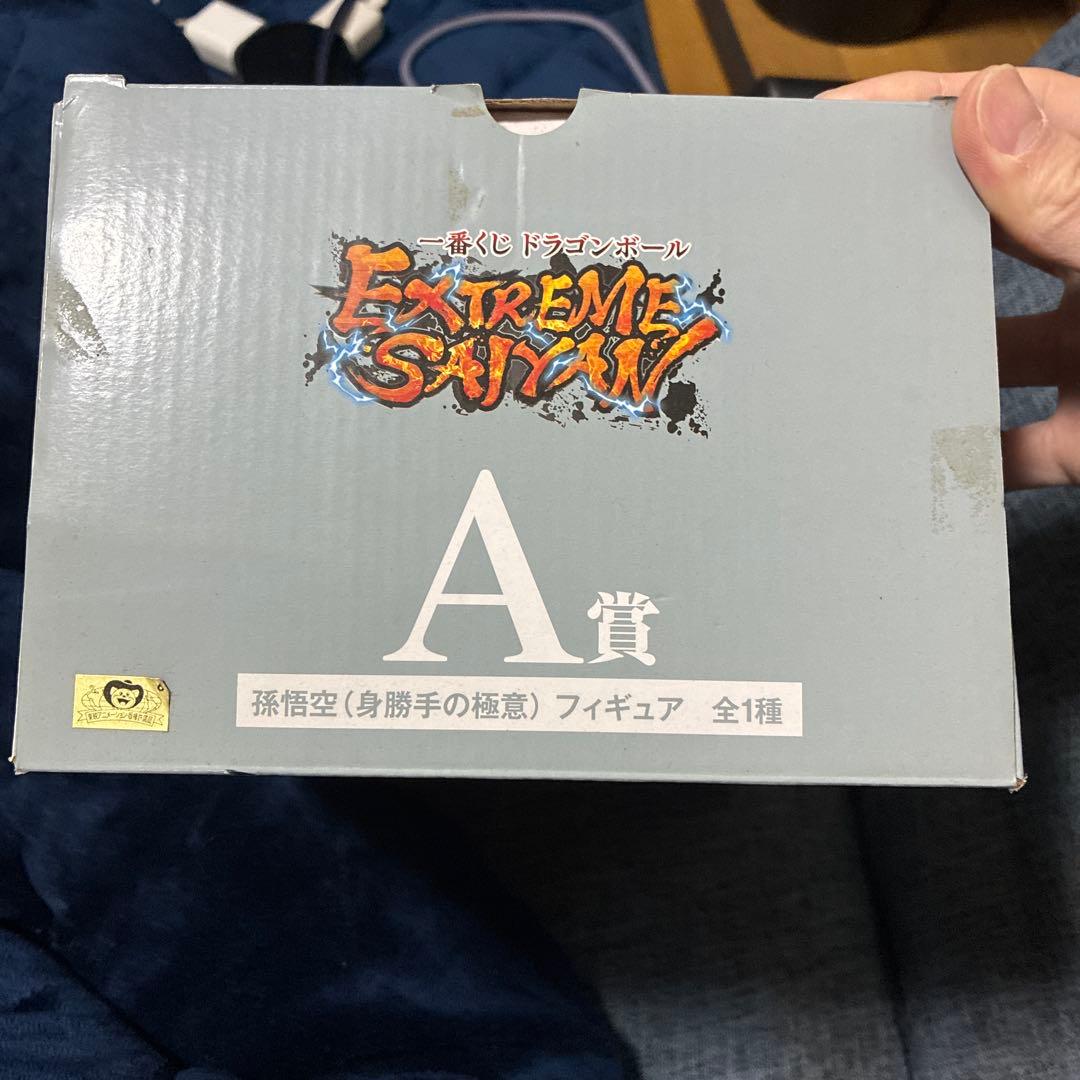 一番くじ ドラゴンボール
EXTREME
SAIYAN
A賞
孫悟空（身勝手の極意）フィギュア 全1種